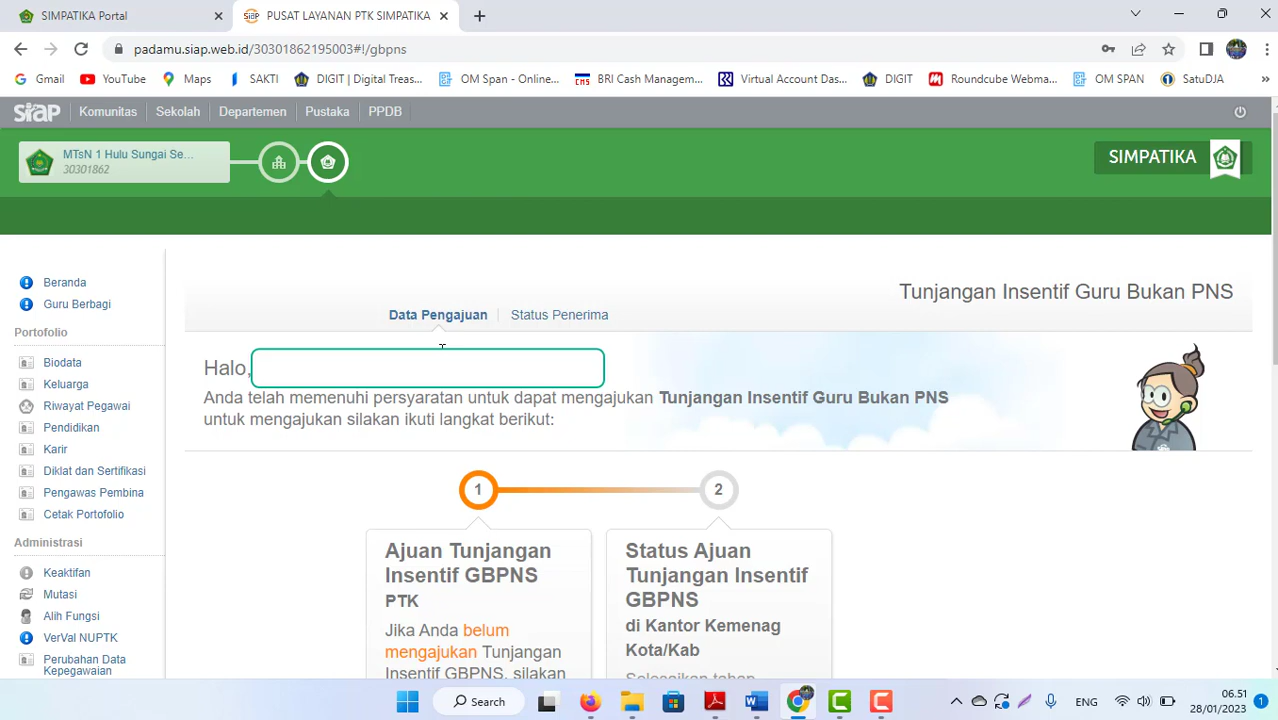 SIMPATIKA Portal
PUSAT LAYANAN PTK SIMPATIKA
padamu.siap.web.id/30301862195003#!/gbpns
Gmail
YouTube
Maps
SAKTI
DIGIT | Digital Treas...
OM Span - Online...
CMS
BRI Cash Managem...
Virtual Account Das...
DIGIT
Roundcube Webma...
OM SPAN
SatuDJA
siap
Komunitas
Sekolah
Departemen
Pustaka
PPDB
MTsN 1 Hulu Sungai Se...
30301862
SIMPATIKA
Beranda
Guru Berbagi
Portofolio
Biodata
Keluarga
Riwayat Pegawai
Pendidikan
Karir
Diklat dan Sertifikasi
Pengawas Pembina
Cetak Portofolio
Administrasi
Keaktifan
Mutasi
Alih Fungsi
VerVal NUPTK
Perubahan Data
Kepegawaian
Tunjangan Insentif Guru Bukan PNS
Data Pengajuan
Status Penerima
Halo,
Anda telah memenuhi persyaratan untuk dapat mengajukan Tunjangan Insentif Guru Bukan PNS
untuk mengajukan silakan ikuti langkat berikut:
1
2
Ajuan Tunjangan
Insentif GBPNS
PTK
Jika Anda belum
mengajukan Tunjangan
Insentif GBPNS, silakan
Status Ajuan
Tunjangan Insentif
GBPNS
di Kantor Kemenag
Kota/Kab
Selesaikan tahap
Search
ENG
06.51
28/01/2023
1